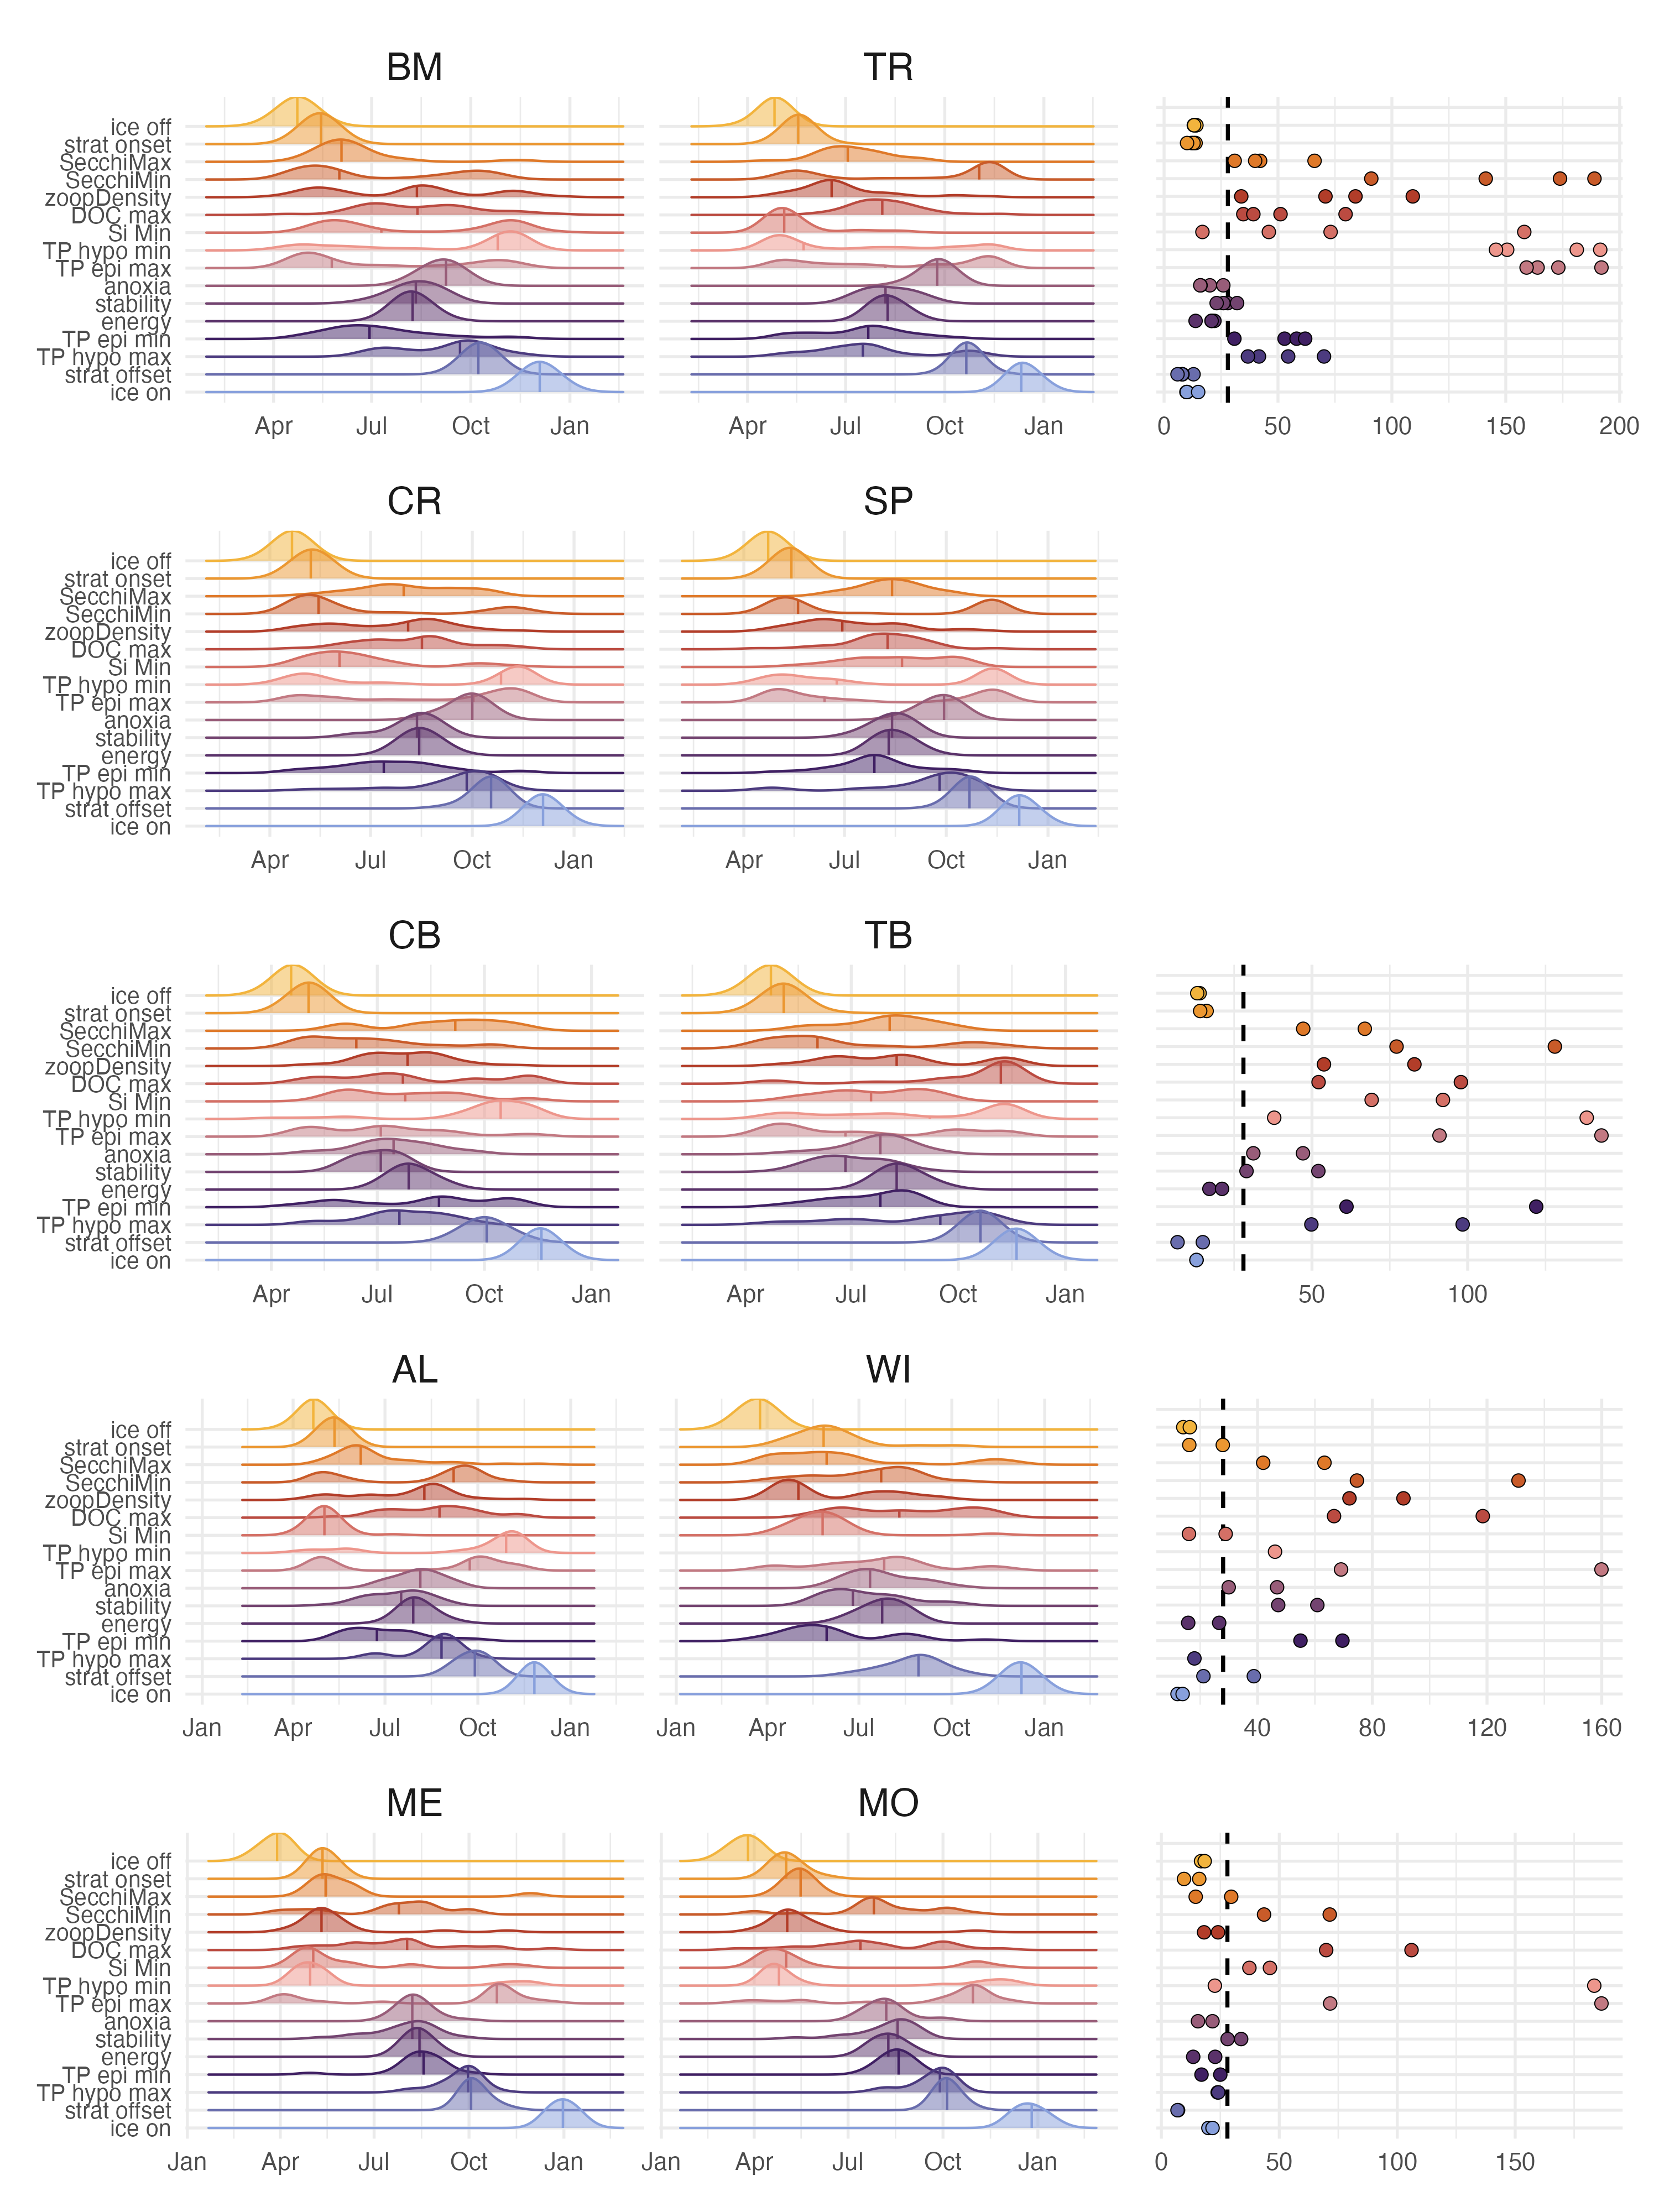 BM TR
ice off
strat onset
SecchiMax
SecchiMin
zoopDensity
DOC max
Si Min
TP hypo min
TP epi max
anoxia
stability
energy
TP epi min
TP hypo max
strat offset
ice on
Apr Jul Oct Jan Apr Jul Oct Jan 0 50 100 150 200
CR SP
ice off
strat onset
SecchiMax
SecchiMin
zoopDensity
DOC max
Si Min
TP hypo min
TP epi max
anoxia
stability
energy
TP epi min
TP hypo max
strat offset
ice on
Apr Jul Oct Jan Apr Jul Oct Jan
CB TB
ice off
strat onset
SecchiMax
SecchiMin
zoopDensity
DOC max
Si Min
TP hypo min
TP epi max
anoxia
stability
energy
TP epi min
TP hypo max
strat offset
ice on
Apr Jul Oct Jan Apr Jul Oct Jan 50 100
AL WI
ice off
strat onset
SecchiMax
SecchiMin
zoopDensity
DOC max
Si Min
TP hypo min
TP epi max
anoxia
stability
energy
TP epi min
TP hypo max
strat offset
ice on
Jan Apr Jul Oct Jan Jan Apr Jul Oct Jan 40 80 120 160
ME MO
ice off
strat onset
SecchiMax
SecchiMin
zoopDensity
DOC max
Si Min
TP hypo min
TP epi max
anoxia
stability
energy
TP epi min
TP hypo max
strat offset
ice on
Jan Apr Jul Oct Jan Jan Apr Jul Oct Jan 0 50 100 150